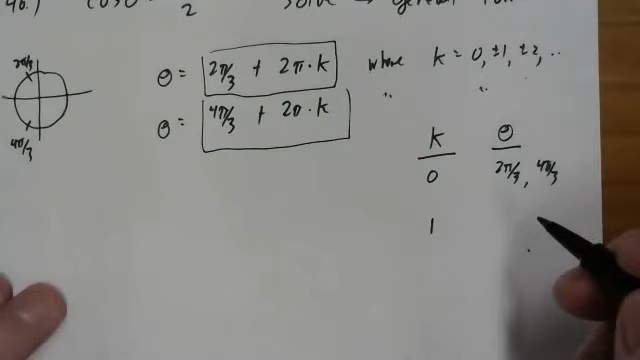 46.) cos θ = 2 solve → general
2π/3
4π/3
θ = 2π/3 + 2π·k where k = 0, ±1, ±2, ..
θ = 4π/3 + 2π·k " "
k θ
0 2π/3, 4π/3
1